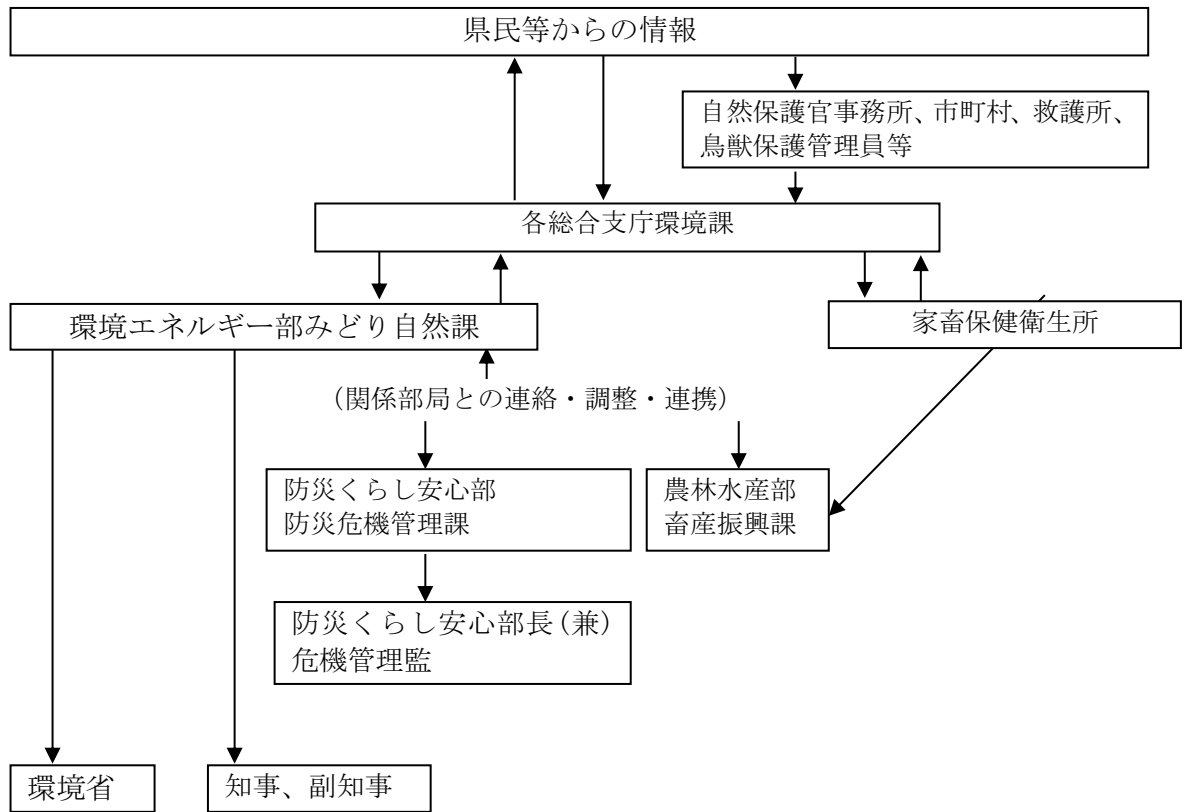 県民等からの情報
自然保護官事務所、市町村、救護所、
鳥獣保護管理員等
各総合支庁環境課
環境エネルギー部みどり自然課
家畜保健衛生所
（関係部局との連絡・調整・連携）
防災くらし安心部
防災危機管理課
農林水産部
畜産振興課
防災くらし安心部長(兼)
危機管理監
環境省
知事、副知事